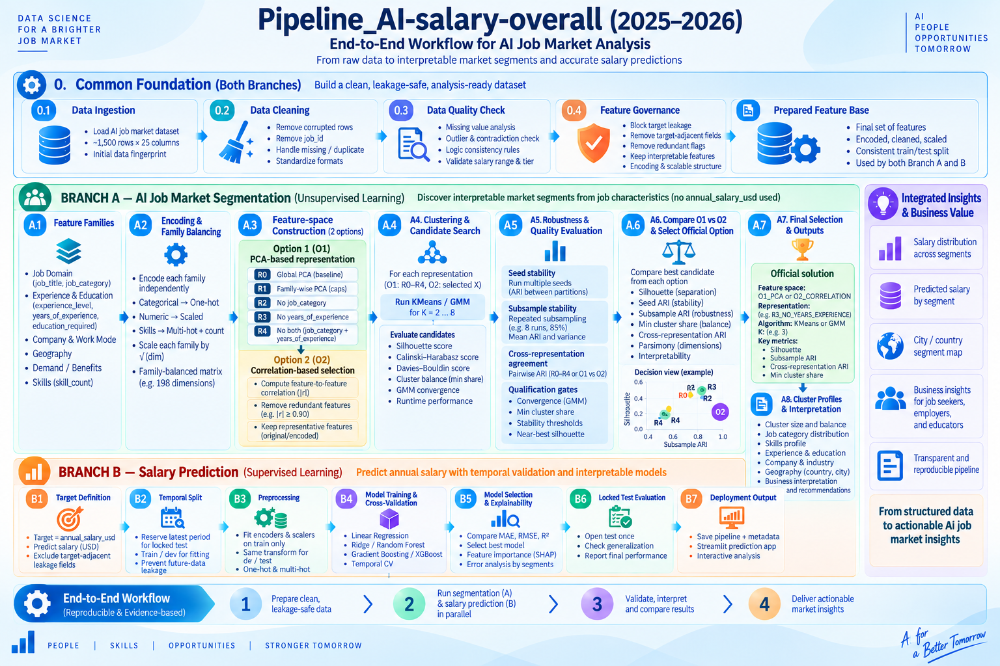 DATA SCIENCE
FOR A BRIGHTER
JOB MARKET
Pipeline_AI-salary-overall (2025–2026)
End-to-End Workflow for AI Job Market Analysis
From raw data to interpretable market segments and accurate salary predictions
AI
PEOPLE
OPPORTUNITIES
TOMORROW
0. Common Foundation (Both Branches) Build a clean, leakage-safe, analysis-ready dataset
0.1 Data Ingestion
• Load AI job market dataset
• ~1,500 rows × 25 columns
• Initial data fingerprint
0.2 Data Cleaning
• Remove corrupted rows
• Remove job_id
• Handle missing / duplicate
• Standardize formats
0.3 Data Quality Check
• Missing value analysis
• Outlier & contradiction check
• Logic consistency rules
• Validate salary range & tier
0.4 Feature Governance
• Block target leakage
• Remove target-adjacent fields
• Remove redundant flags
• Keep interpretable features
• Encoding & scalable structure
Prepared Feature Base
• Final set of features
• Encoded, cleaned, scaled
• Consistent train/test split
• Used by both Branch A and B
BRANCH A — AI Job Market Segmentation (Unsupervised Learning) Discover interpretable market segments from job characteristics (no annual_salary_usd used)
A.1 Feature Families
• Job Domain
(job_title, job_category)
• Experience & Education
(experience_level,
years_of_experience,
education_required)
• Company & Work Mode
• Geography
• Demand / Benefits
• Skills (skill_count)
A2 Encoding &
Family Balancing
• Encode each family
independently
• Categorical → One-hot
• Numeric → Scaled
• Skills → Multi-hot + count
• Scale each family by
√(dim)
• Family-balanced matrix
(e.g. 198 dimensions)
A.3 Feature-space
Construction (2 options)
Option 1 (O1)
PCA-based representation
R0 Global PCA (baseline)
R1 Family-wise PCA (caps)
R2 No job_category
R3 No years_of_experience
R4 No both (job_category +
years_of_experience)
Option 2 (O2)
Correlation-based selection
• Compute feature-to-feature
correlation (|r|)
• Remove redundant features
(e.g. |r| ≥ 0.90)
• Keep representative features
(original/encoded)
A.4 A4. Clustering &
Candidate Search
For each representation
(O1: R0–R4, O2: selected X)
Run KMeans / GMM
for K = 2 ... 8
Evaluate candidates
• Silhouette score
• Calinski–Harabasz score
• Davies–Bouldin score
• Cluster balance (min share)
• GMM convergence
• Runtime performance
A5 A5. Robustness &
Quality Evaluation
Seed stability
Run multiple seeds
(ARI between partitions)
Subsample stability
Repeated subsampling
(e.g. 8 runs, 85%)
Mean ARI and variance
Cross-representation
agreement
Pairwise ARI (R0–R4 or O1 vs O2)
Qualification gates
• Convergence (GMM)
• Min cluster share
• Stability thresholds
• Near-best silhouette
A.6 A6. Compare O1 vs O2
& Select Official Option
Compare best candidate
from each option
• Silhouette (separation)
• Seed ARI (stability)
• Subsample ARI (robustness)
• Min cluster share (balance)
• Cross-representation ARI
• Parsimony (dimensions)
• Interpretability
Decision view (example)
Silhouette
0.6
0.4
0.2
0.0
R2 R3
R0 R2
R4 R4
O2
0.4 0.6 0.8 1.0
Subsample ARI
A.7 A7. Final Selection
& Outputs
Official solution
Feature space:
O1_PCA or O2_CORRELATION
Representation:
(e.g. R3_NO_YEARS_EXPERIENCE)
Algorithm: KMeans or GMM
K: (e.g. 3)
Key metrics:
• Silhouette
• Subsample ARI
• Cross-representation ARI
• Min cluster share
A8. Cluster Profiles
& Interpretation
• Cluster size and balance
• Job category distribution
• Skills profile
• Experience & education
• Company & industry
• Geography (country, city)
• Business interpretation
and recommendations
Integrated Insights
& Business Value
Salary distribution
across segments
Predicted salary
by segment
City / country
segment map
Business insights
for job seekers,
employers,
and educators
Transparent and
reproducible pipeline
From structured data
to actionable Ai job
market insights
BRANCH B — Salary Prediction (Supervised Learning) Predict annual salary with temporal validation and interpretable models
B1 Target Definition
• Target = annual_salary_usd
• Predict salary (USD)
• Exclude target-adjacent
leakage fields
B2 Temporal Split
• Reserve latest period
for locked test
• Train / dev for fitting
• Prevent future-data
leakage
B3 Preprocessing
• Fit encoders & scalers
on train only
• Same transform for
/ test
• One-hot & multi-hot
B4 Model Training &
Cross-Validation
• Linear Regression
• Ridge / Random Forest
• Gradient Boosting / XGBoost
• Temporal CV
B5 Model Selection
& Explainability
• Compare MAE, RMSE, R²
• Select best model
• Feature importance (SHAP)
• Error analysis by segments
B6 Locked Test Evaluation
• Open test once
• Check generalization
• Report final performance
B7 Deployment Output
• Save pipeline + metadata
• Streamlit prediction app
• Interactive analysis
End-to-End Workflow
(Reproducible & Evidence-based)
1 Prepare clean,
leakage-safe data
2 Run segmentation (A)
& salary prediction (B)
in parallel
3 Validate, interpret
and compare results
4 Deliver actionable
market insights
PEOPLE | SKILLS | OPPORTUNITIES | STRONGER TOMORROW
A for
a Better Tomorrow